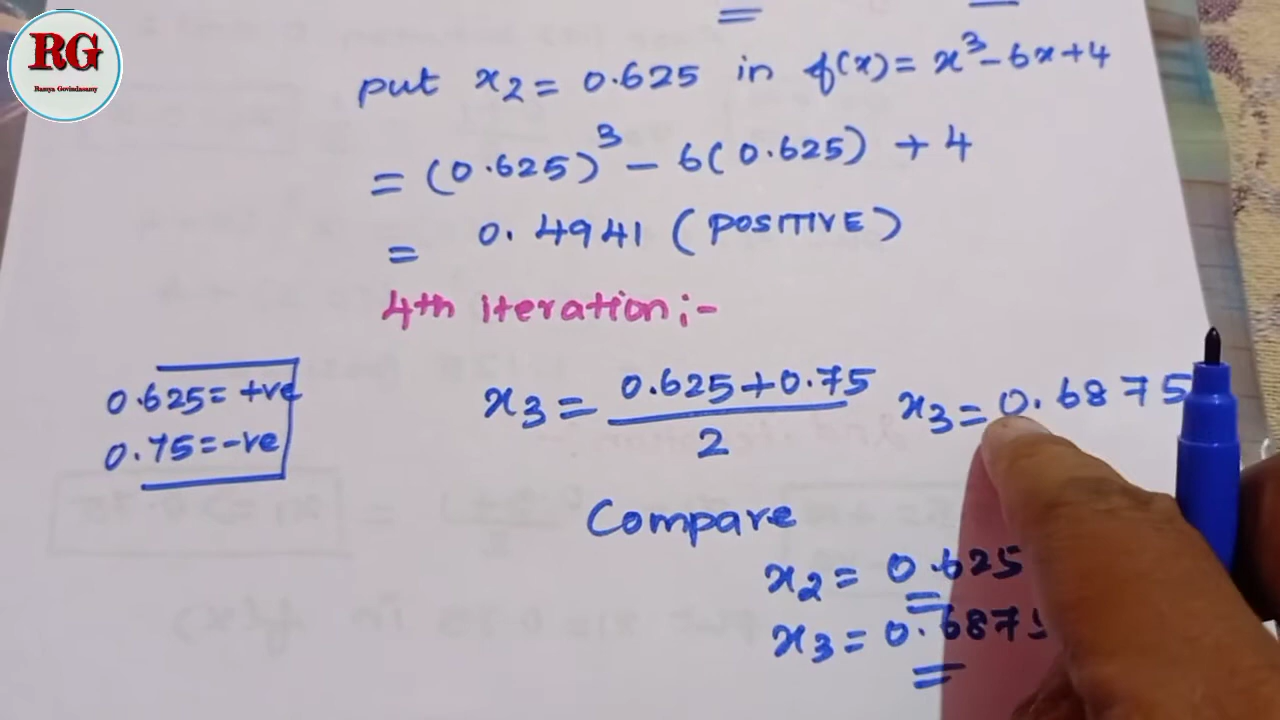 RG
Ramya Govindasamy
put x₂ = 0.625 in f(x) = x³ - 6x + 4
= (0.625)³ - 6(0.625) + 4
= 0.4941 (POSITIVE)
4th iteration:-
0.625 = +ve
0.75 = -ve
x₃ = (0.625 + 0.75) / 2 x₃ = 0.6875
Compare
x₂ = 0.625
x₃ = 0.6875